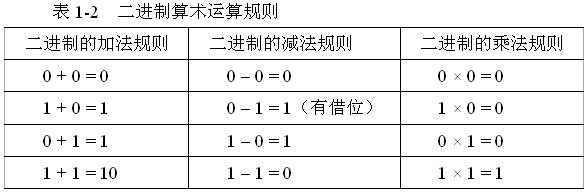 表 1-2 二进制算术运算规则
二进制的加法规则 二进制的减法规则 二进制的乘法规则
0 + 0 = 0 0 – 0 = 0 0 × 0 = 0
1 + 0 = 1 0 – 1 = 1（有借位） 1 × 0 = 0
0 + 1 = 1 1 – 0 = 1 0 × 1 = 0
1 + 1 = 10 1 – 1 = 0 1 × 1 = 1